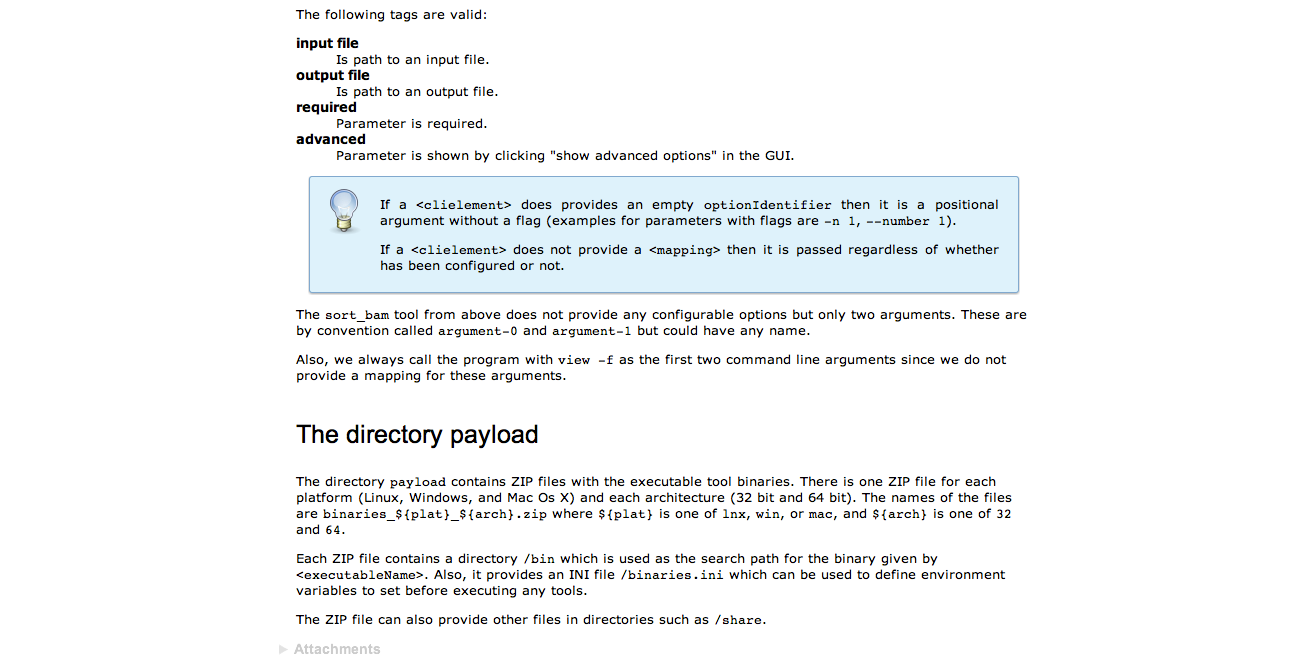 The following tags are valid:
input file
Is path to an input file.
output file
Is path to an output file.
required
Parameter is required.
advanced
Parameter is shown by clicking "show advanced options" in the GUI.
If a <clielement> does provides an empty optionIdentifier then it is a positional
argument without a flag (examples for parameters with flags are -n 1, --number 1).
If a <clielement> does not provide a <mapping> then it is passed regardless of whether
has been configured or not.
The sort_bam tool from above does not provide any configurable options but only two arguments. These are
by convention called argument-0 and argument-1 but could have any name.
Also, we always call the program with view -f as the first two command line arguments since we do not
provide a mapping for these arguments.
The directory payload
The directory payload contains ZIP files with the executable tool binaries. There is one ZIP file for each
platform (Linux, Windows, and Mac Os X) and each architecture (32 bit and 64 bit). The names of the files
are binaries_${plat}_${arch}.zip where ${plat} is one of lnx, win, or mac, and ${arch} is one of 32
and 64.
Each ZIP file contains a directory /bin which is used as the search path for the binary given by
<executableName>. Also, it provides an INI file /binaries.ini which can be used to define environment
variables to set before executing any tools.
The ZIP file can also provide other files in directories such as /share.
Attachments